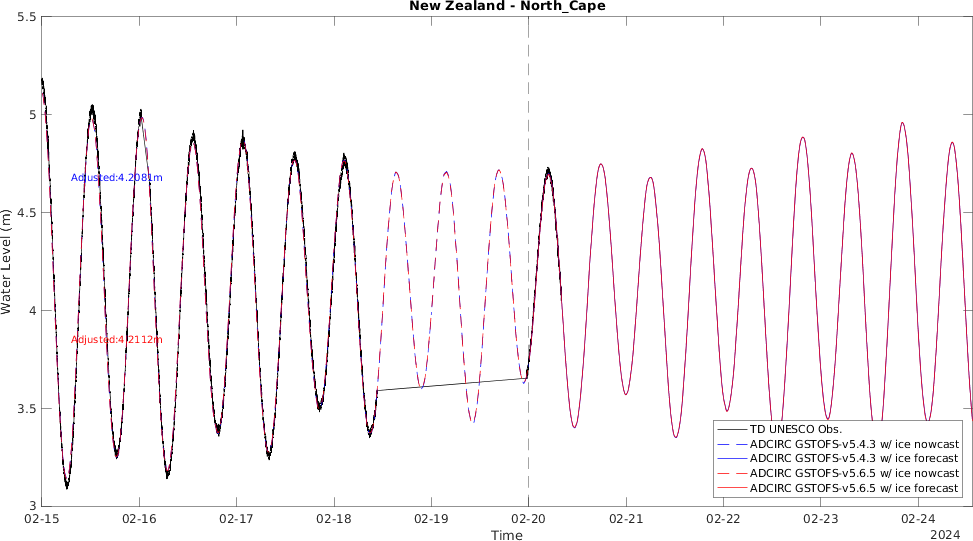 New Zealand - North_Cape
5.5
5
4.5
4
3.5
3
Water Level (m)
Adjusted:4.2081m
Adjusted:4.2112m
TD UNESCO Obs.
ADCIRC GSTOFS-v5.4.3 w/ ice nowcast
ADCIRC GSTOFS-v5.4.3 w/ ice forecast
ADCIRC GSTOFS-v5.6.5 w/ ice nowcast
ADCIRC GSTOFS-v5.6.5 w/ ice forecast
02-15 02-16 02-17 02-18 02-19 02-20 02-21 02-22 02-23 02-24
Time
2024